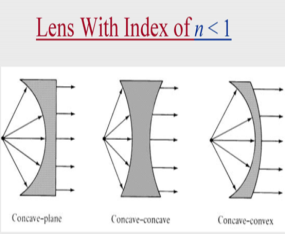 Lens With Index of n < 1
Concave-plane
Concave-concave
Concave-convex